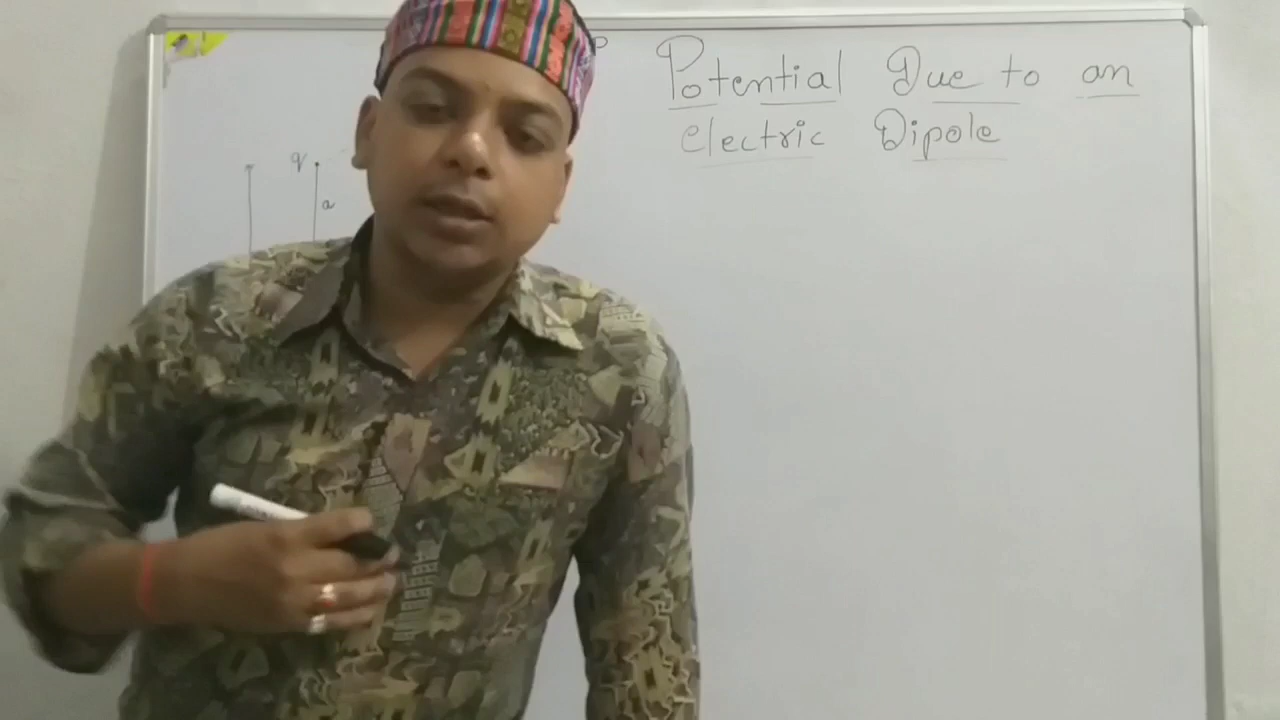 P
Potential Due to an
electric Dipole
q
a